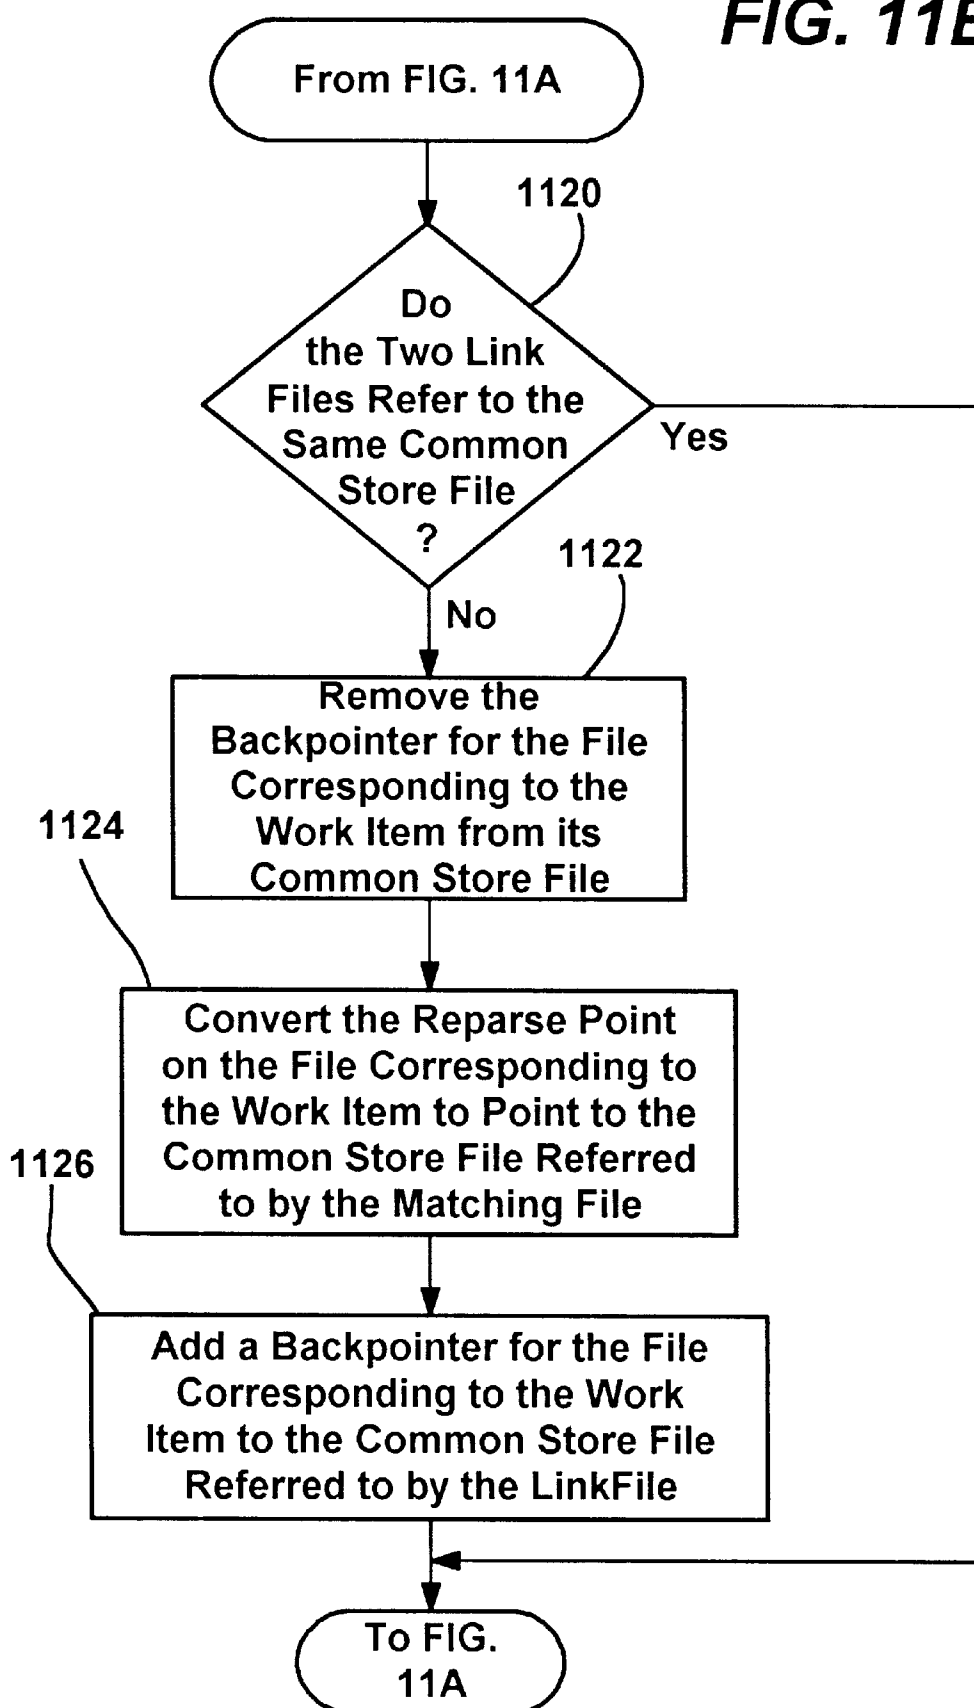 FIG. 11B
From FIG. 11A
1120
Do
the Two Link
Files Refer to the
Same Common
Store File
?
Yes
No
1122
Remove the
Backpointer for the File
Corresponding to the
Work Item from its
Common Store File
1124
Convert the Reparse Point
on the File Corresponding to
the Work Item to Point to the
Common Store File Referred
to by the Matching File
1126
Add a Backpointer for the File
Corresponding to the Work
Item to the Common Store File
Referred to by the LinkFile
To FIG.
11A